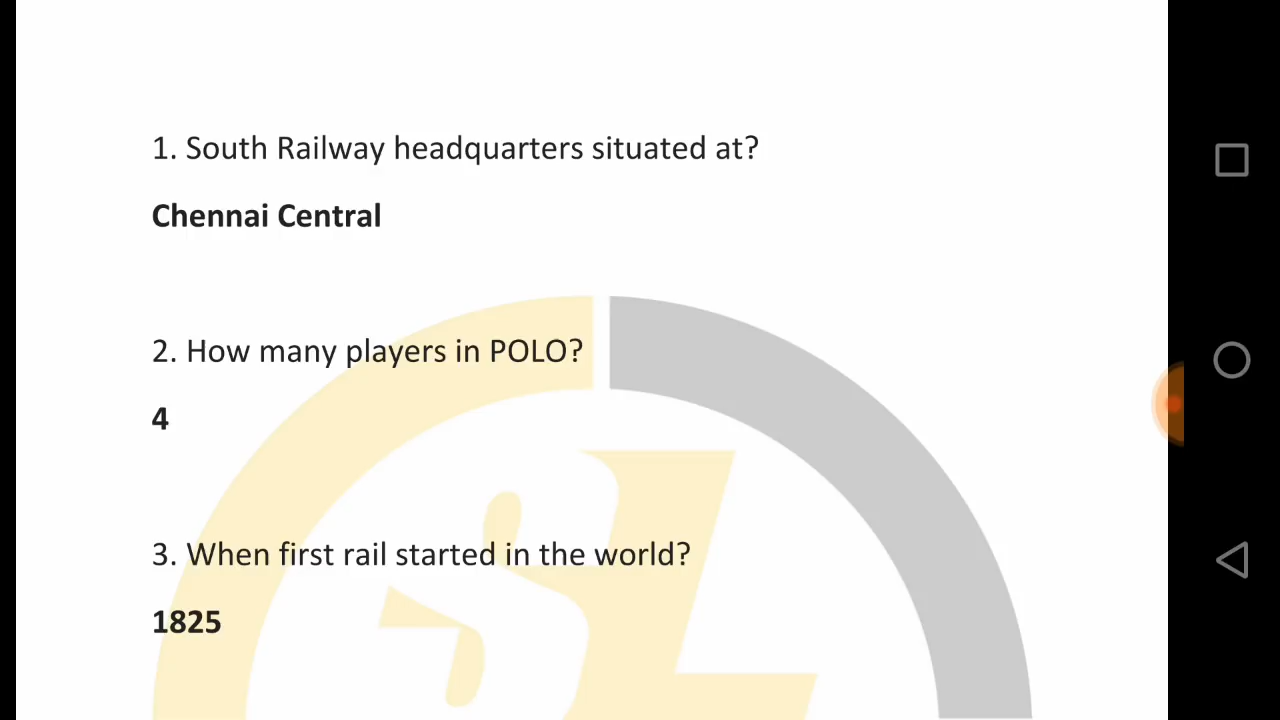 1. South Railway headquarters situated at?
Chennai Central
2. How many players in POLO?
4
3. When first rail started in the world?
1825
SL